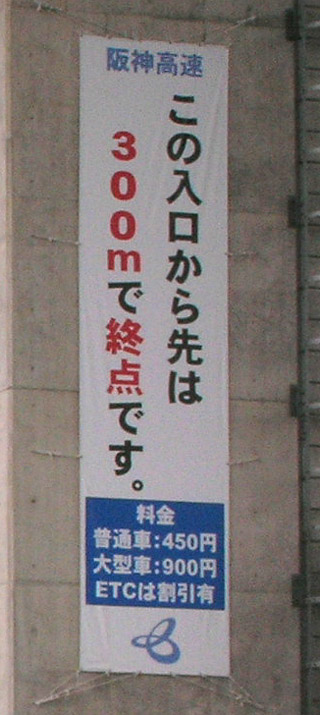 阪神高速
この入口から先は
300mで終点です。
料金
普通車:450円
大型車:900円
ETCは割引有